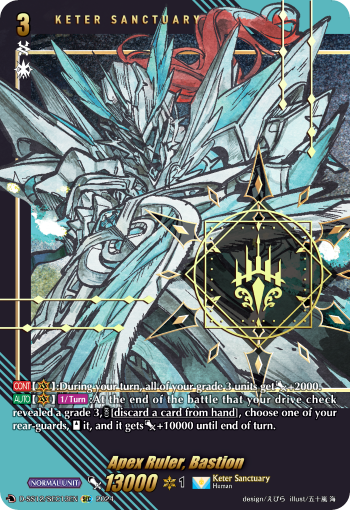 KETER SANCTUARY
3
CONT【】:During your turn, all of your grade 3 units get +2000.
AUTO【】1/Turn:At the end of the battle that your drive check
revealed a grade 3, [discard a card from hand], choose one of your
rear-guards, it, and it gets +10000 until end of turn.
Apex Ruler, Bastion
NORMAL UNIT
13000 1
Keter Sanctuary
Human
2024
design/えびら illust/五十嵐 海